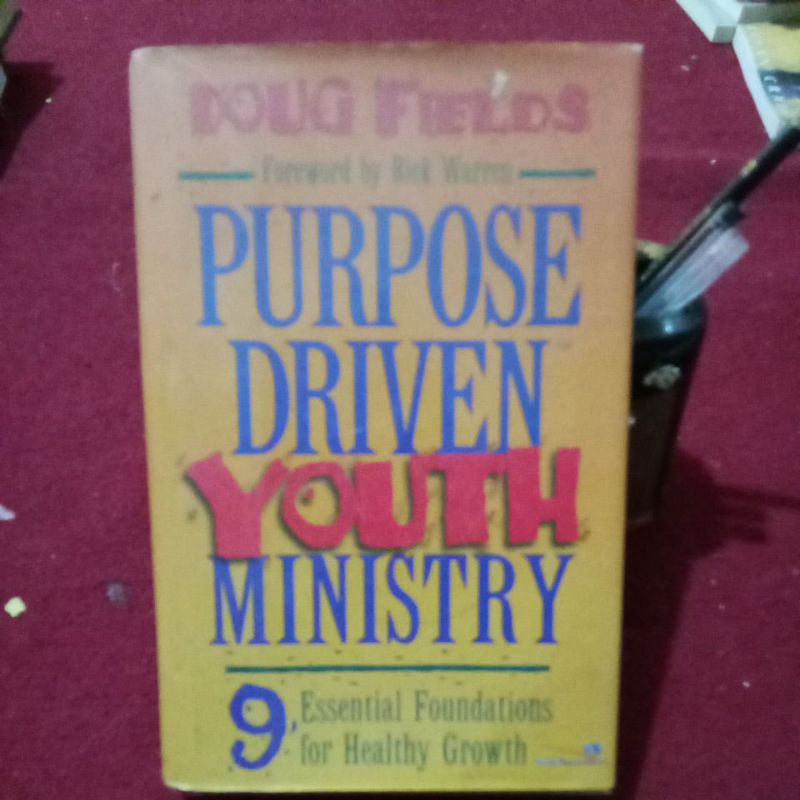 DOUG FIELDS
Foreword by Rick Warren
PURPOSE
DRIVEN
YOUTH
MINISTRY
9 Essential Foundations
for Healthy Growth